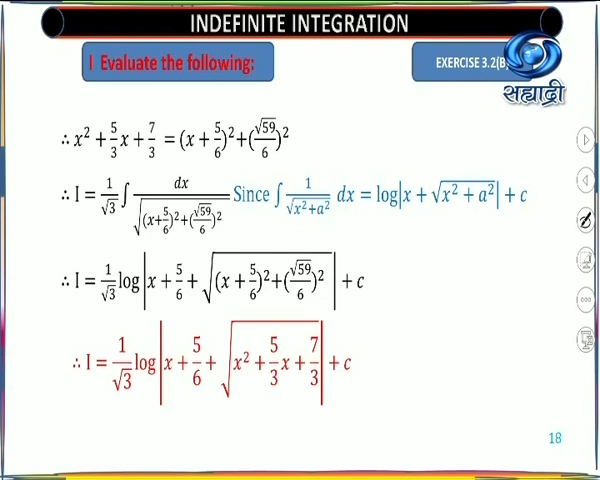 INDEFINITE INTEGRATION
I Evaluate the following:
EXERCISE 3.2(B)
सह्याद्री
∴ x² + 5/3 x + 7/3 = (x + 5/6)² + (√59/6)²
∴ I = 1/√3 ∫ dx/√((x+5/6)²+(√59/6)²) Since ∫ 1/√(x²+a²) dx = log|x + √(x² + a²)| + c
∴ I = 1/√3 log|x + 5/6 + √((x + 5/6)²+(√59/6)²)| + c
∴ I = 1/√3 log|x + 5/6 + √(x² + 5/3 x + 7/3)| + c
18